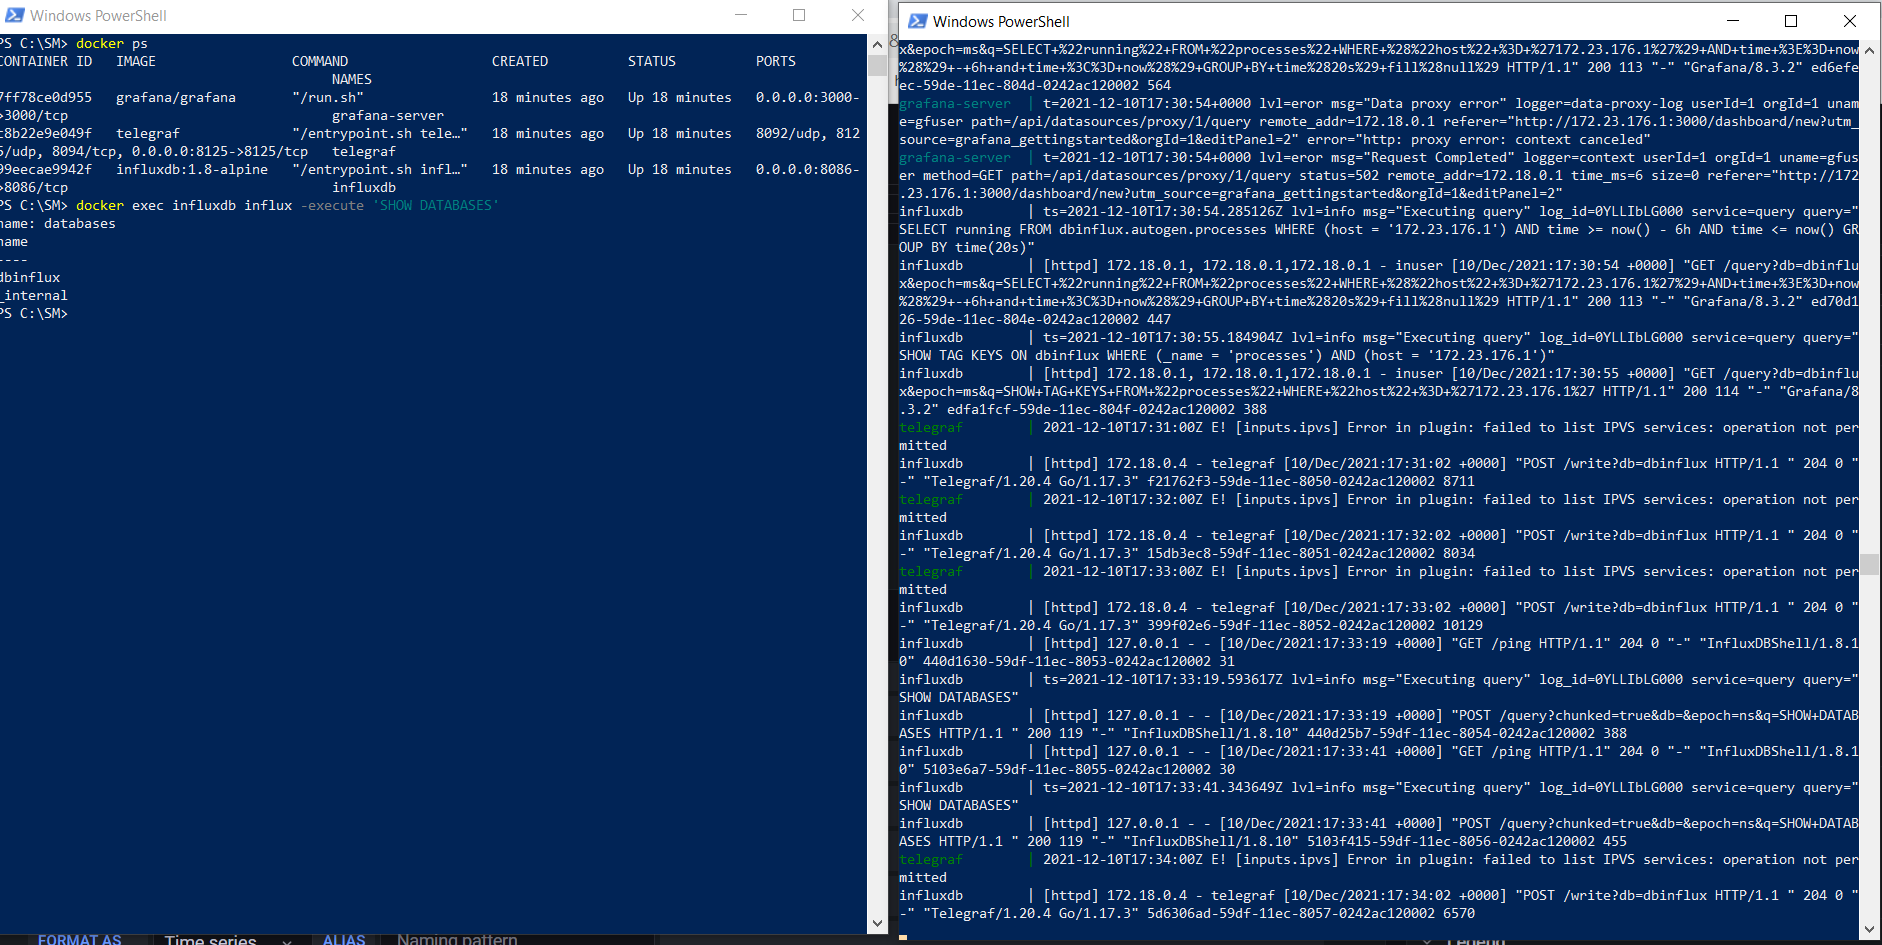 Windows PowerShell
PS C:\SM> docker ps
CONTAINER ID   IMAGE                 COMMAND                  CREATED          STATUS          PORTS
                                          NAMES
7ff78ce0d955   grafana/grafana       "/run.sh"                18 minutes ago   Up 18 minutes   0.0.0.0:3000-
>3000/tcp                                 grafana-server
c8b22e9e049f   telegraf              "/entrypoint.sh tele…"   18 minutes ago   Up 18 minutes   8092/udp, 812
5/udp, 8094/tcp, 0.0.0.0:8125->8125/tcp   telegraf
99eecae9942f   influxdb:1.8-alpine   "/entrypoint.sh infl…"   18 minutes ago   Up 18 minutes   0.0.0.0:8086-
>8086/tcp                                 influxdb
PS C:\SM> docker exec influxdb influx -execute 'SHOW DATABASES'
name: databases
name
----
dbinflux
_internal
PS C:\SM>
FORMAT AS Time series ALIAS Naming pattern
Windows PowerShell
x&epoch=ms&q=SELECT+%22running%22+FROM+%22processes%22+WHERE+%28%22host%22+%3D+%27172.23.176.1%27%29+AND+time+%3E%3D+now
%28%29+-+6h+and+time+%3C%3D+now%28%29+GROUP+BY+time%2820s%29+fill%28null%29 HTTP/1.1" 200 113 "-" "Grafana/8.3.2" ed6efe
ec-59de-11ec-804d-0242ac120002 564
grafana-server  | t=2021-12-10T17:30:54+0000 lvl=eror msg="Data proxy error" logger=data-proxy-log userId=1 orgId=1 unam
e=gfuser path=/api/datasources/proxy/1/query remote_addr=172.18.0.1 referer="http://172.23.176.1:3000/dashboard/new?utm_
source=grafana_gettingstarted&orgId=1&editPanel=2" error="http: proxy error: context canceled"
grafana-server  | t=2021-12-10T17:30:54+0000 lvl=eror msg="Request Completed" logger=context userId=1 orgId=1 uname=gfus
er method=GET path=/api/datasources/proxy/1/query status=502 remote_addr=172.18.0.1 time_ms=6 size=0 referer="http://172
.23.176.1:3000/dashboard/new?utm_source=grafana_gettingstarted&orgId=1&editPanel=2"
influxdb        | ts=2021-12-10T17:30:54.285126Z lvl=info msg="Executing query" log_id=0YLLIbLG000 service=query query="
SELECT running FROM dbinflux.autogen.processes WHERE (host = '172.23.176.1') AND time >= now() - 6h AND time <= now() GR
OUP BY time(20s)"
influxdb        | [httpd] 172.18.0.1, 172.18.0.1,172.18.0.1 - inuser [10/Dec/2021:17:30:54 +0000] "GET /query?db=dbinflu
x&epoch=ms&q=SELECT+%22running%22+FROM+%22processes%22+WHERE+%28%22host%22+%3D+%27172.23.176.1%27%29+AND+time+%3E%3D+now
%28%29+-+6h+and+time+%3C%3D+now%28%29+GROUP+BY+time%2820s%29+fill%28null%29 HTTP/1.1" 200 113 "-" "Grafana/8.3.2" ed70d1
26-59de-11ec-804e-0242ac120002 447
influxdb        | ts=2021-12-10T17:30:55.184904Z lvl=info msg="Executing query" log_id=0YLLIbLG000 service=query query="
SHOW TAG KEYS ON dbinflux WHERE (_name = 'processes') AND (host = '172.23.176.1')"
influxdb        | [httpd] 172.18.0.1, 172.18.0.1,172.18.0.1 - inuser [10/Dec/2021:17:30:55 +0000] "GET /query?db=dbinflu
x&epoch=ms&q=SHOW+TAG+KEYS+FROM+%22processes%22+WHERE+%22host%22+%3D+%27172.23.176.1%27 HTTP/1.1" 200 114 "-" "Grafana/8
.3.2" edfa1fcf-59de-11ec-804f-0242ac120002 388
telegraf        | 2021-12-10T17:31:00Z E! [inputs.ipvs] Error in plugin: failed to list IPVS services: operation not per
mitted
influxdb        | [httpd] 172.18.0.4 - telegraf [10/Dec/2021:17:31:02 +0000] "POST /write?db=dbinflux HTTP/1.1 " 204 0 "
-" "Telegraf/1.20.4 Go/1.17.3" f21762f3-59de-11ec-8050-0242ac120002 8711
telegraf        | 2021-12-10T17:32:00Z E! [inputs.ipvs] Error in plugin: failed to list IPVS services: operation not per
mitted
influxdb        | [httpd] 172.18.0.4 - telegraf [10/Dec/2021:17:32:02 +0000] "POST /write?db=dbinflux HTTP/1.1 " 204 0 "
-" "Telegraf/1.20.4 Go/1.17.3" 15db3ec8-59df-11ec-8051-0242ac120002 8034
telegraf        | 2021-12-10T17:33:00Z E! [inputs.ipvs] Error in plugin: failed to list IPVS services: operation not per
mitted
influxdb        | [httpd] 172.18.0.4 - telegraf [10/Dec/2021:17:33:02 +0000] "POST /write?db=dbinflux HTTP/1.1 " 204 0 "
-" "Telegraf/1.20.4 Go/1.17.3" 399f02e6-59df-11ec-8052-0242ac120002 10129
influxdb        | [httpd] 127.0.0.1 - - [10/Dec/2021:17:33:19 +0000] "GET /ping HTTP/1.1" 204 0 "-" "InfluxDBShell/1.8.1
0" 440d1630-59df-11ec-8053-0242ac120002 31
influxdb        | ts=2021-12-10T17:33:19.593617Z lvl=info msg="Executing query" log_id=0YLLIbLG000 service=query query="
SHOW DATABASES"
influxdb        | [httpd] 127.0.0.1 - - [10/Dec/2021:17:33:19 +0000] "POST /query?chunked=true&db=&epoch=ns&q=SHOW+DATAB
ASES HTTP/1.1 " 200 119 "-" "InfluxDBShell/1.8.10" 440d25b7-59df-11ec-8054-0242ac120002 388
influxdb        | [httpd] 127.0.0.1 - - [10/Dec/2021:17:33:41 +0000] "GET /ping HTTP/1.1" 204 0 "-" "InfluxDBShell/1.8.1
0" 5103e6a7-59df-11ec-8055-0242ac120002 30
influxdb        | ts=2021-12-10T17:33:41.343649Z lvl=info msg="Executing query" log_id=0YLLIbLG000 service=query query="
SHOW DATABASES"
influxdb        | [httpd] 127.0.0.1 - - [10/Dec/2021:17:33:41 +0000] "POST /query?chunked=true&db=&epoch=ns&q=SHOW+DATAB
ASES HTTP/1.1 " 200 119 "-" "InfluxDBShell/1.8.10" 5103f415-59df-11ec-8056-0242ac120002 455
telegraf        | 2021-12-10T17:34:00Z E! [inputs.ipvs] Error in plugin: failed to list IPVS services: operation not per
mitted
influxdb        | [httpd] 172.18.0.4 - telegraf [10/Dec/2021:17:34:02 +0000] "POST /write?db=dbinflux HTTP/1.1 " 204 0 "
-" "Telegraf/1.20.4 Go/1.17.3" 5d6306ad-59df-11ec-8057-0242ac120002 6570
Legend